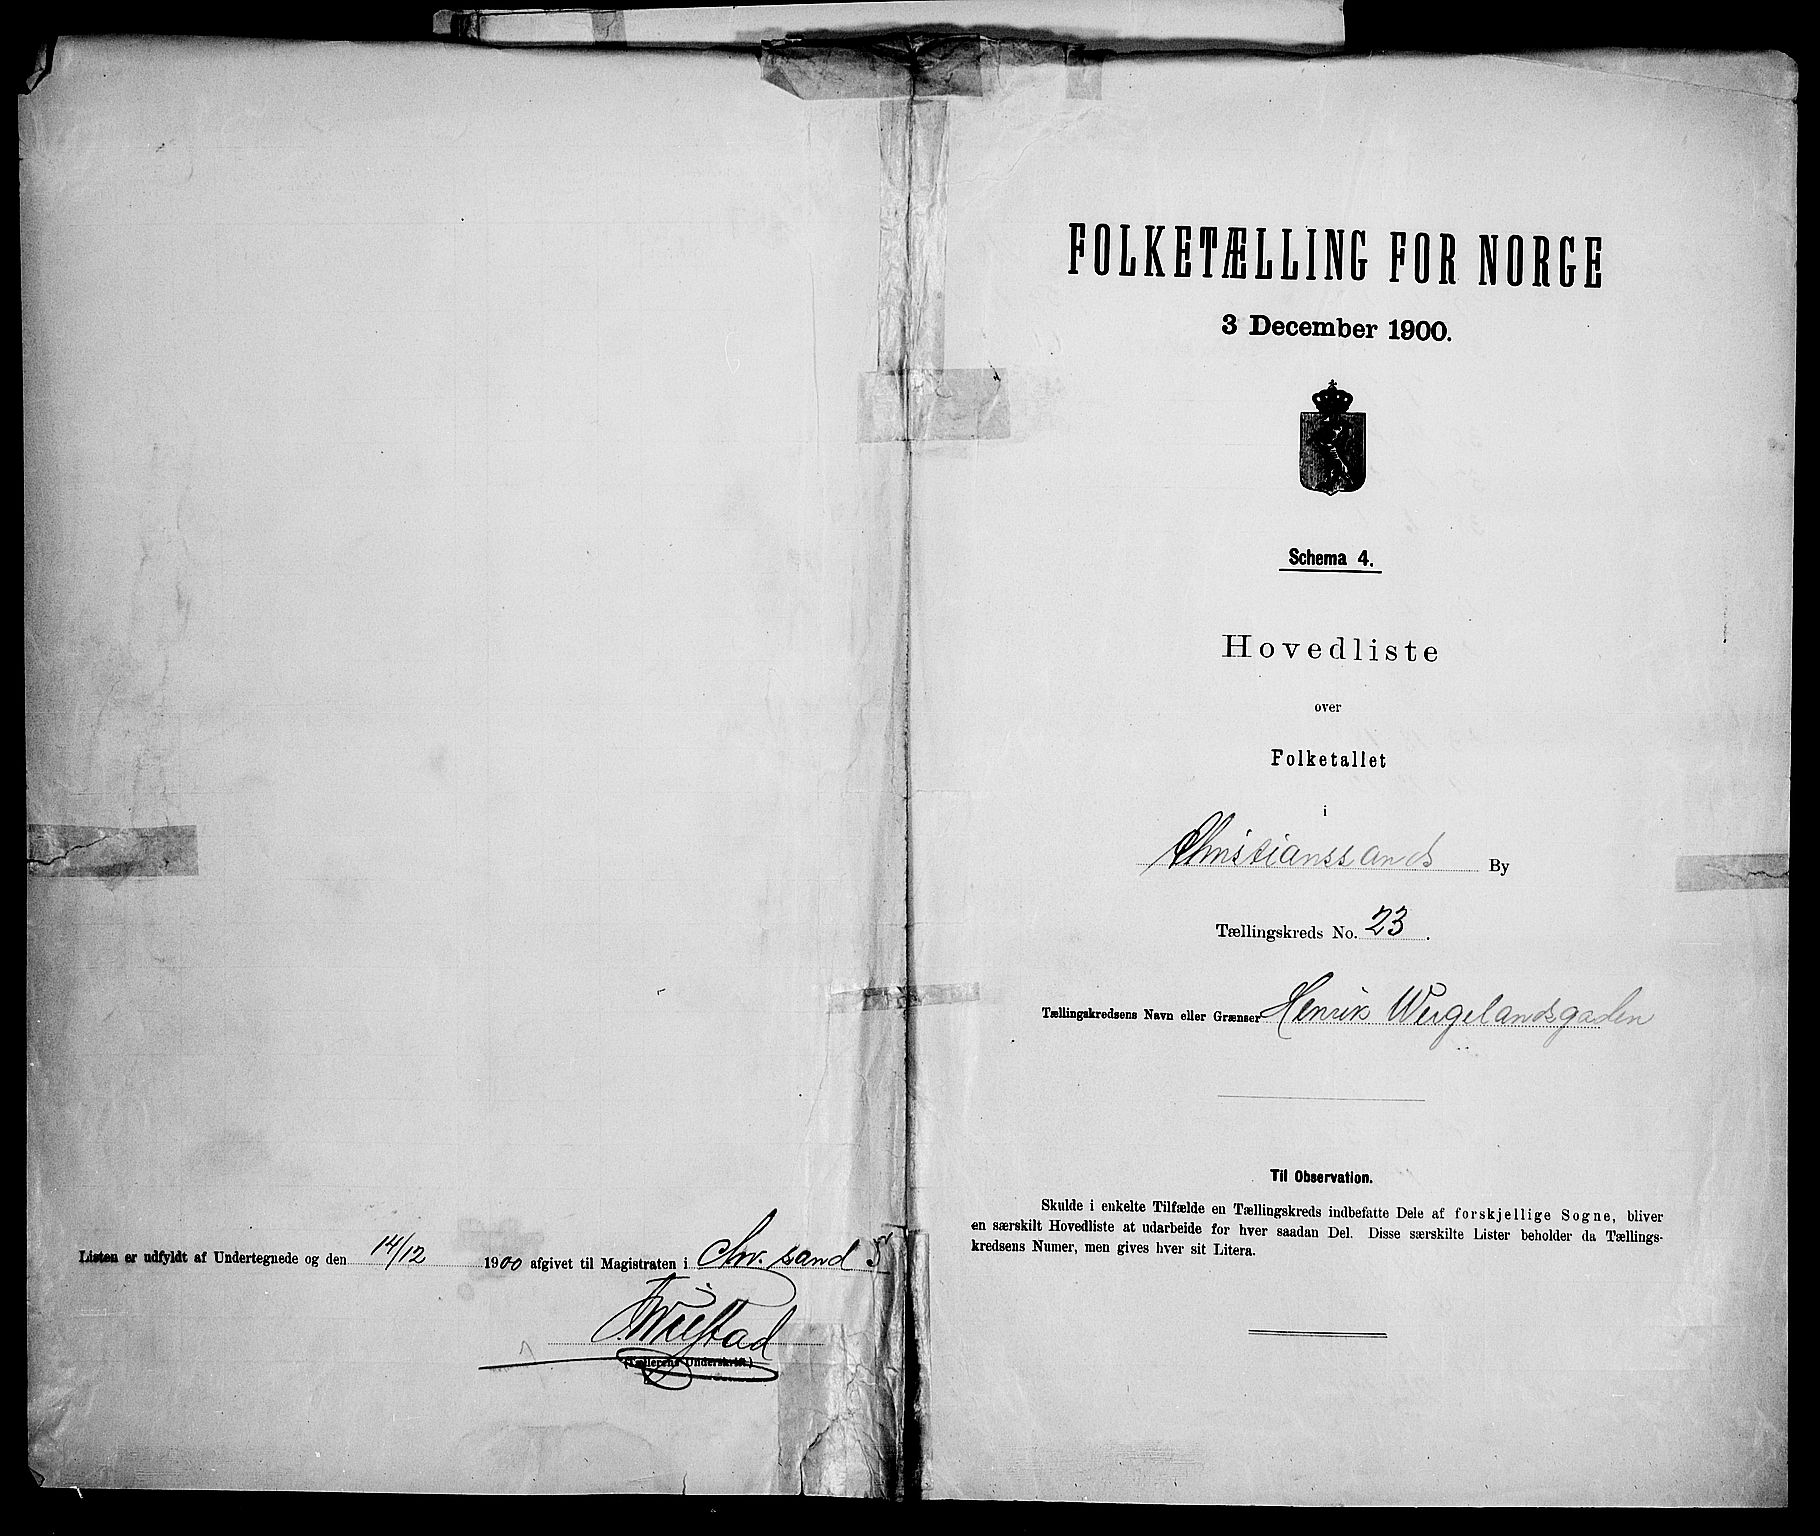 Listen er udfyldt af Undertegnede og den 14/12 1900 afgivet til Magistraten i Chr.sand S
(Tællerens Underskrift.)
FOLKETÆLLING FOR NORGE
3 December 1900.
Schema 4.
Hovedliste
over
Folketallet
i
Christianssands By
Tællingskreds No. 23.
Tællingskredsens Navn eller Grænser Henrik Wergelandsgaden
Til Observation.
Skulde i enkelte Tilfælde en Tællingskreds indbefatte Dele af forskjellige Sogne, bliver
en særskilt Hovedliste at udarbeide for hver saadan Del. Disse særskilte Lister beholder da Tællings-
kredsens Numer, men gives hver sit Litera.